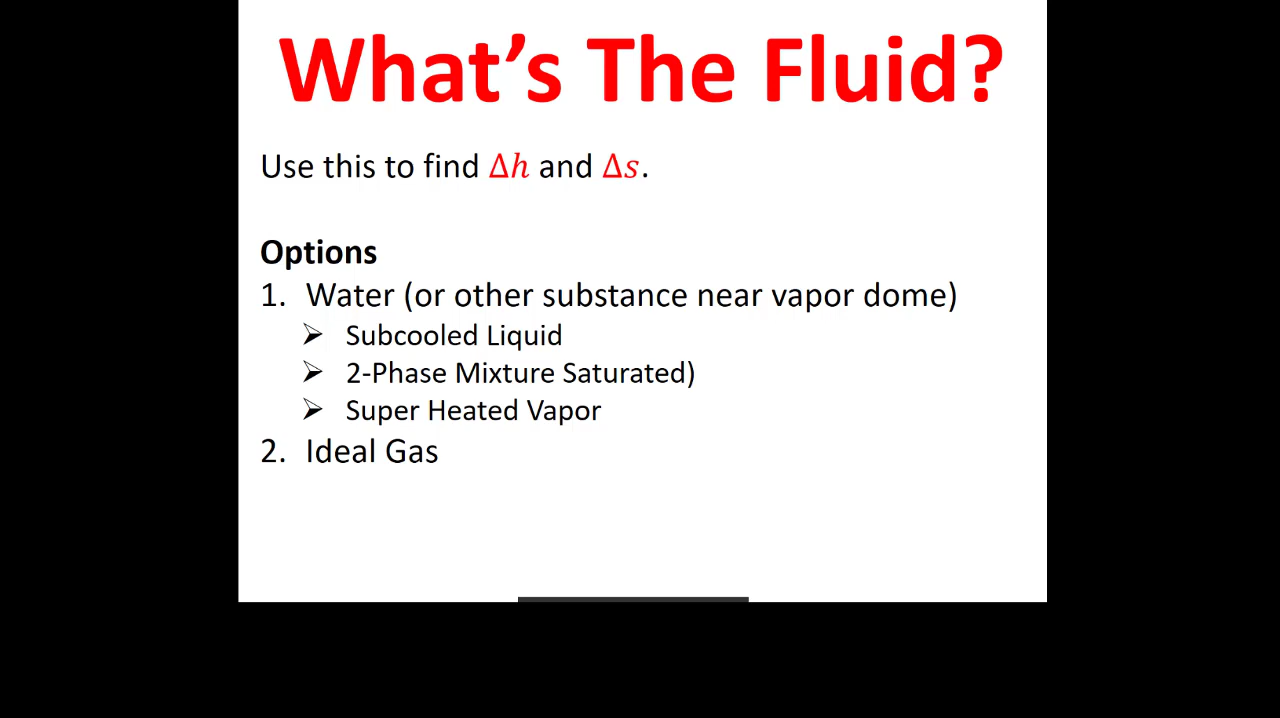 What's The Fluid?
Use this to find Δh and Δs.
Options
1. Water (or other substance near vapor dome)
➢ Subcooled Liquid
➢ 2-Phase Mixture Saturated)
➢ Super Heated Vapor
2. Ideal Gas